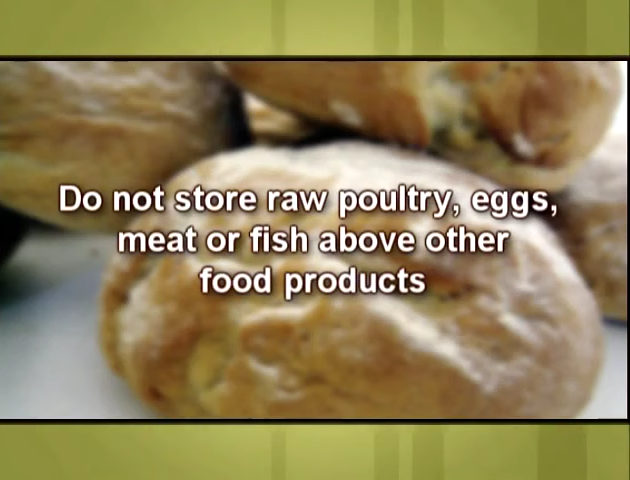 Do not store raw poultry, eggs,
meat or fish above other
food products